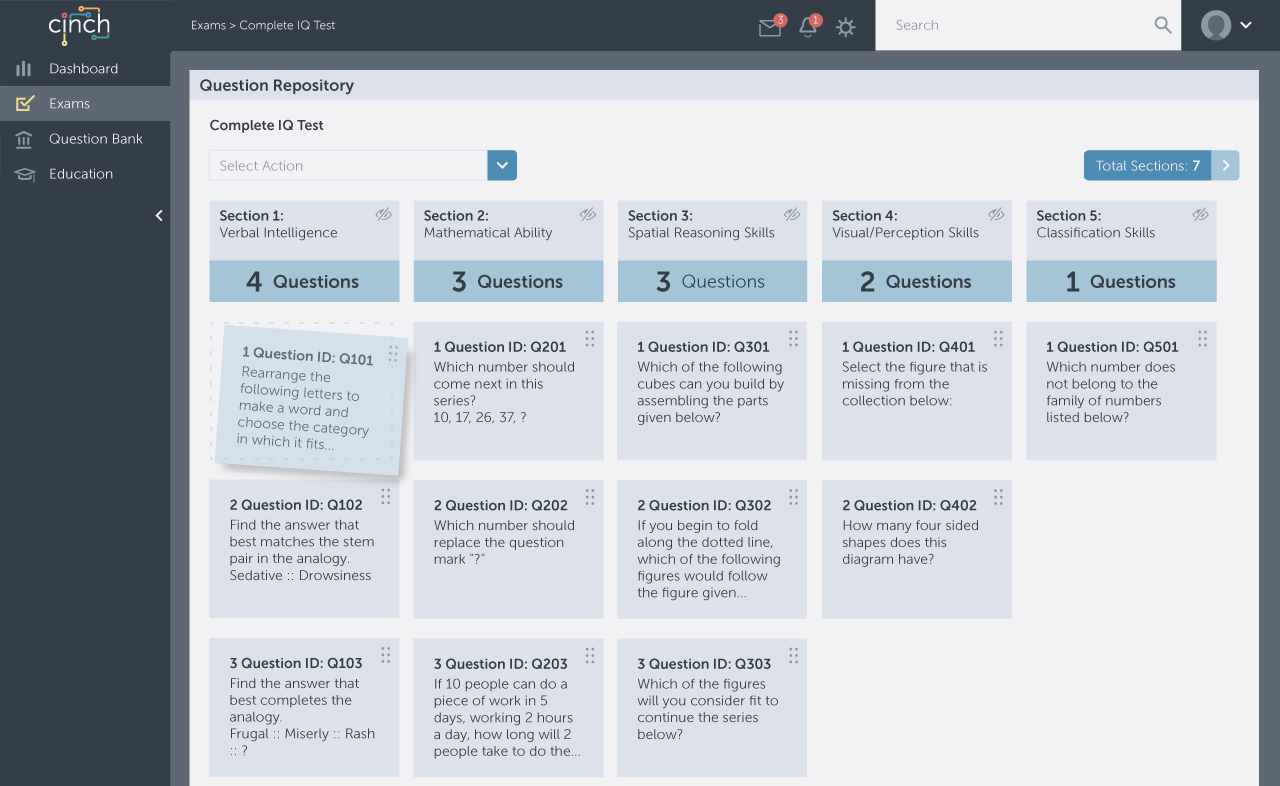 cinch
Exams > Complete IQ Test
3
1
Search
Dashboard
Exams
Question Bank
Education
Question Repository
Complete IQ Test
Select Action
Total Sections: 7
Section 1:
Verbal Intelligence
4 Questions
Section 2:
Mathematical Ability
3 Questions
Section 3:
Spatial Reasoning Skills
3 Questions
Section 4:
Visual/Perception Skills
2 Questions
Section 5:
Classification Skills
1 Questions
1 Question ID: Q101
Rearrange the
following letters to
make a word and
choose the category
in which it fits...
1 Question ID: Q201
Which number should
come next in this
series?
10, 17, 26, 37, ?
1 Question ID: Q301
Which of the following
cubes can you build by
assembling the parts
given below?
1 Question ID: Q401
Select the figure that is
missing from the
collection below:
1 Question ID: Q501
Which number does
not belong to the
family of numbers
listed below?
2 Question ID: Q102
Find the answer that
best matches the stem
pair in the analogy.
Sedative :: Drowsiness
2 Question ID: Q202
Which number should
replace the question
mark "?"
2 Question ID: Q302
If you begin to fold
along the dotted line,
which of the following
figures would follow
the figure given...
2 Question ID: Q402
How many four sided
shapes does this
diagram have?
3 Question ID: Q103
Find the answer that
best completes the
analogy.
Frugal :: Miserly :: Rash
:: ?
3 Question ID: Q203
If 10 people can do a
piece of work in 5
days, working 2 hours
a day, how long will 2
people take to do the...
3 Question ID: Q303
Which of the figures
will you consider fit to
continue the series
below?